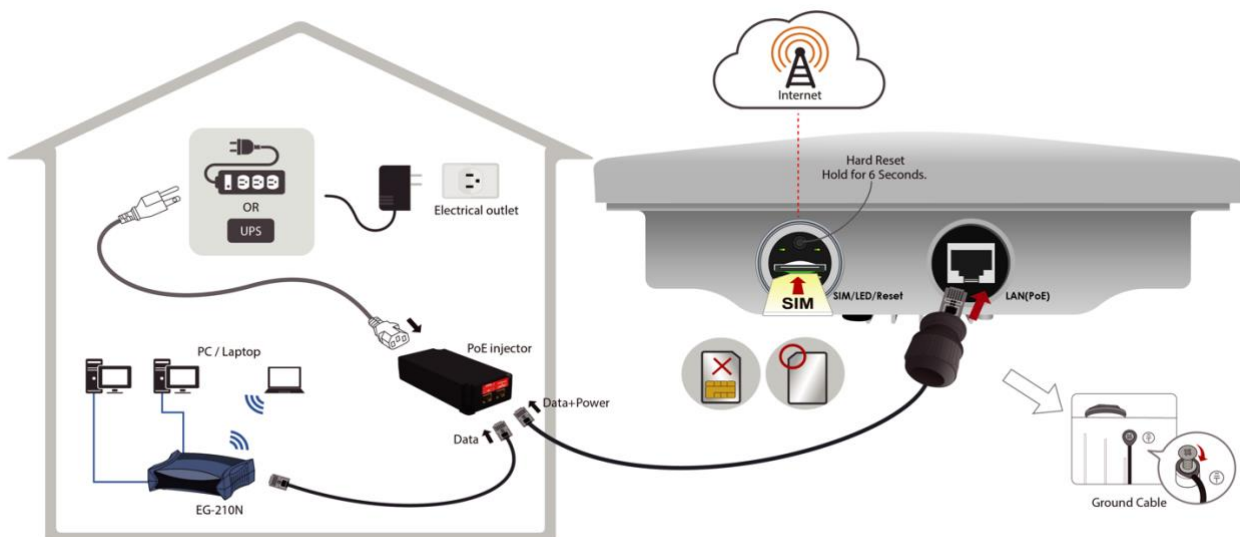 Internet
Hard Reset
Hold for 6 Seconds.
OR
UPS
Electrical outlet
SIM
SIM/LED/Reset
LAN(PoE)
PC / Laptop
PoE injector
Data+Power
Data
EG-210N
Ground Cable